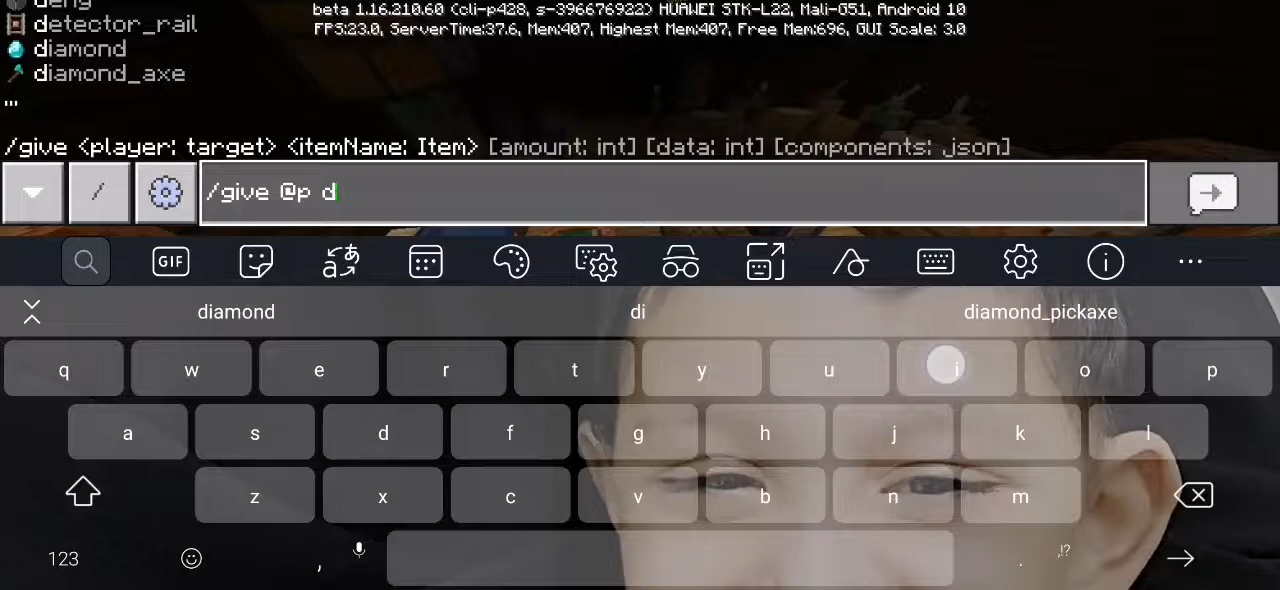 deny
detector_rail
diamond
diamond_axe
...
beta 1.16.210.60 (cli-p428, s-396676922) HUAWEI STK-L22, Mali-G51, Android 10
FPS:23.0, ServerTime:37.6, Mem:407, Highest Mem:407, Free Mem:696, GUI Scale: 3.0
/give <player: target> <itemName: Item> [amount: int] [data: int] [components: json]
/
/give @p d
GIF
diamond di diamond_pickaxe
q w e r t y u i o p
a s d f g h j k l
z x c v b n m
123 , . ,!?